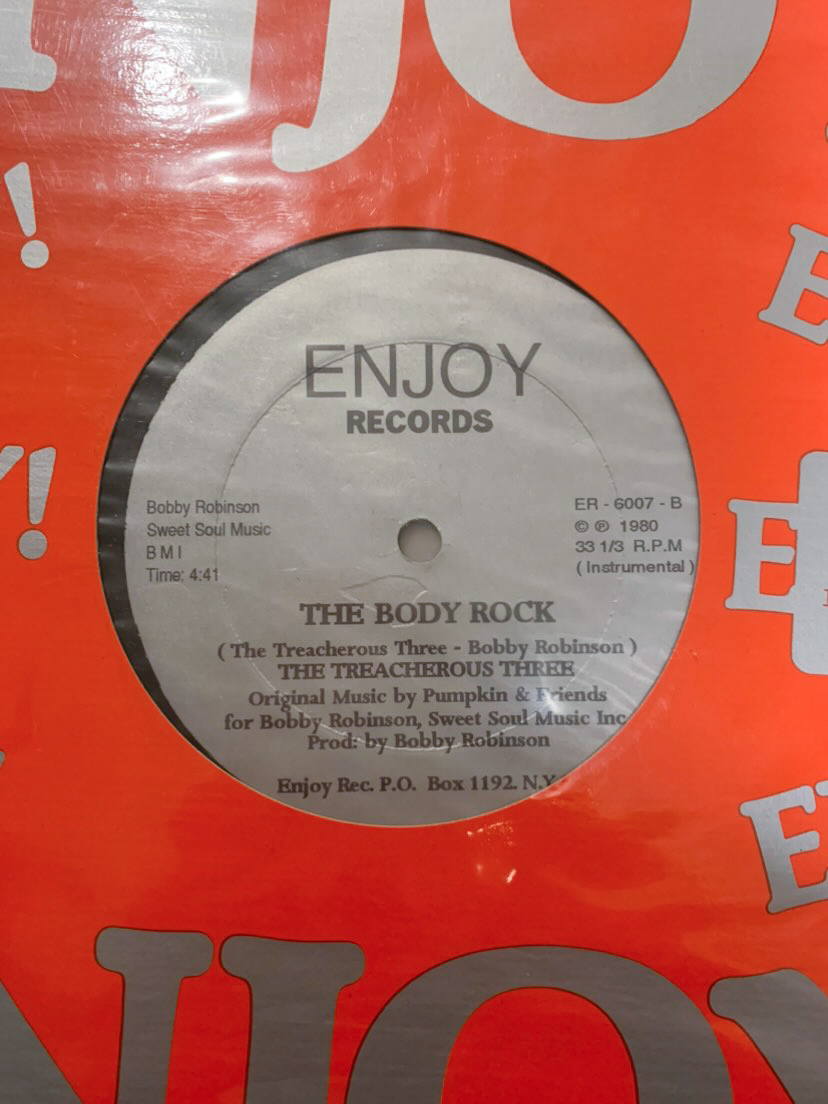 NJO
!
E
ENJOY
RECORDS
Y!
Bobby Robinson
Sweet Soul Music
B M I
Time: 4:41
ER - 6007 - B
© ℗ 1980
33 1/3 R.P.M
( Instrumental )
E
THE BODY ROCK
( The Treacherous Three - Bobby Robinson )
THE TREACHEROUS THREE
Original Music by Pumpkin & Friends
for Bobby Robinson, Sweet Soul Music Inc
Prod: by Bobby Robinson
Enjoy Rec. P.O. Box 1192. N.Y
E
NJOY